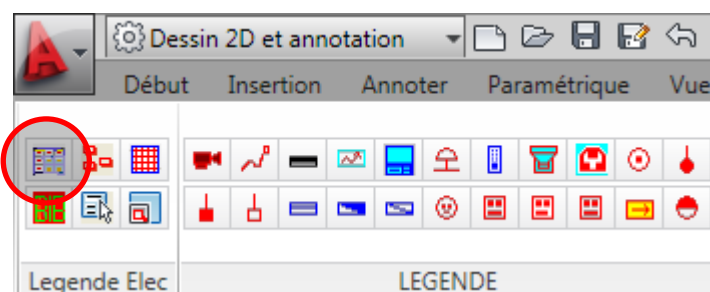 Dessin 2D et annotation
Début Insertion Annoter Paramétrique Vue
Legende Elec LEGENDE